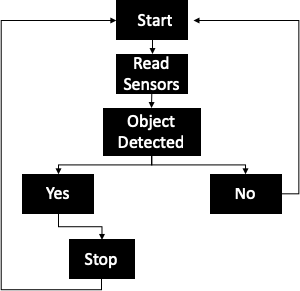 Start
Read
Sensors
Object
Detected
Yes
No
Stop